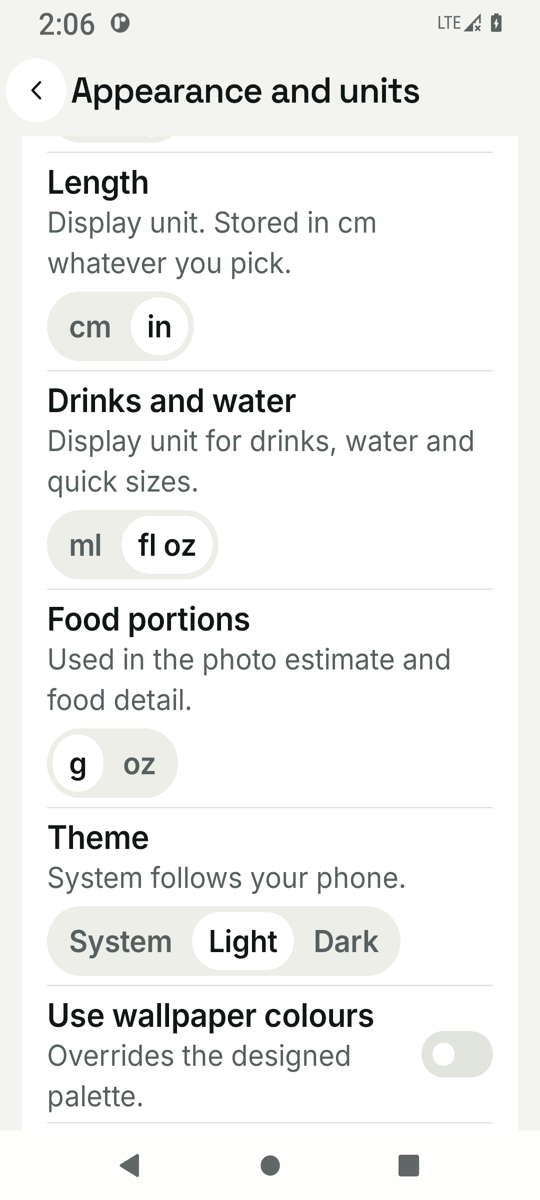 2:06
LTE
Appearance and units
Length
Display unit. Stored in cm
whatever you pick.
cm in
Drinks and water
Display unit for drinks, water and
quick sizes.
ml fl oz
Food portions
Used in the photo estimate and
food detail.
g oz
Theme
System follows your phone.
System Light Dark
Use wallpaper colours
Overrides the designed
palette.